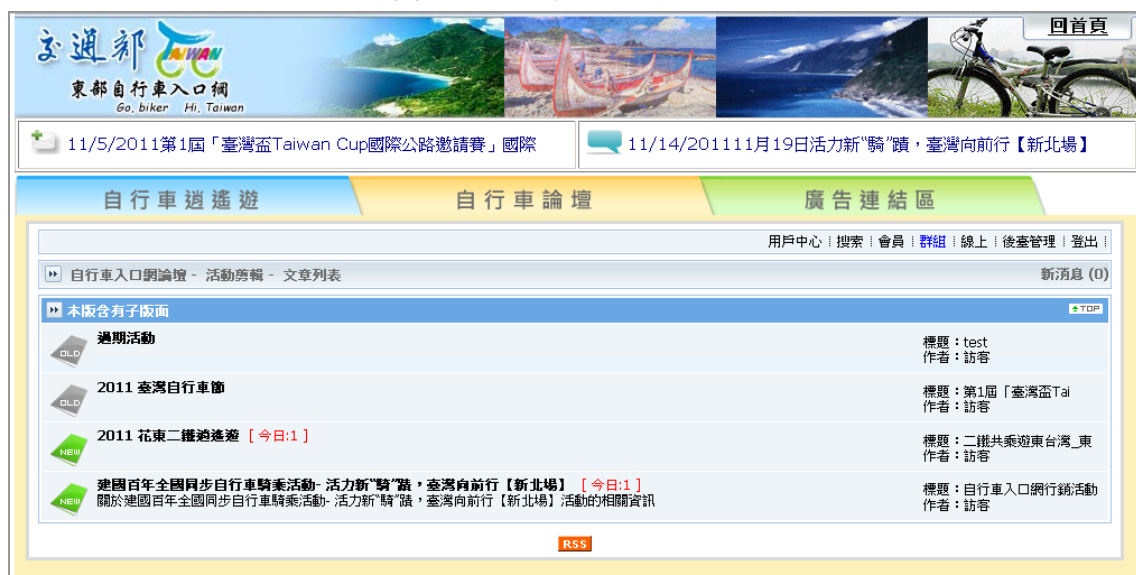 交通部
TAIWAN
東部自行車入口網
Go, biker Hi, Taiwan
回首頁
11/5/2011第1屆「臺灣盃Taiwan Cup國際公路邀請賽」國際
11/14/201111月19日活力新"騎"蹟，臺灣向前行【新北場】
自行車逍遙遊
自行車論壇
廣告連結區
用戶中心 | 搜索 | 會員 | 群組 | 線上 | 後臺管理 | 登出 |
自行車入口網論壇 - 活動剪輯 - 文章列表
新消息 (0)
本版含有子版面
TOP
OLD
過期活動
標題：test
作者：訪客
OLD
2011 臺灣自行車節
標題：第1屆「臺灣盃Tai
作者：訪客
NEW
2011 花東二鐵逍遙遊 [ 今日:1 ]
標題：二鐵共乘遊東台灣_東
作者：訪客
NEW
建國百年全國同步自行車騎乘活動- 活力新"騎"蹟，臺灣向前行【新北場】 [ 今日:1 ]
關於建國百年全國同步自行車騎乘活動- 活力新"騎"蹟，臺灣向前行【新北場】活動的相關資訊
標題：自行車入口網行銷活動
作者：訪客
RSS